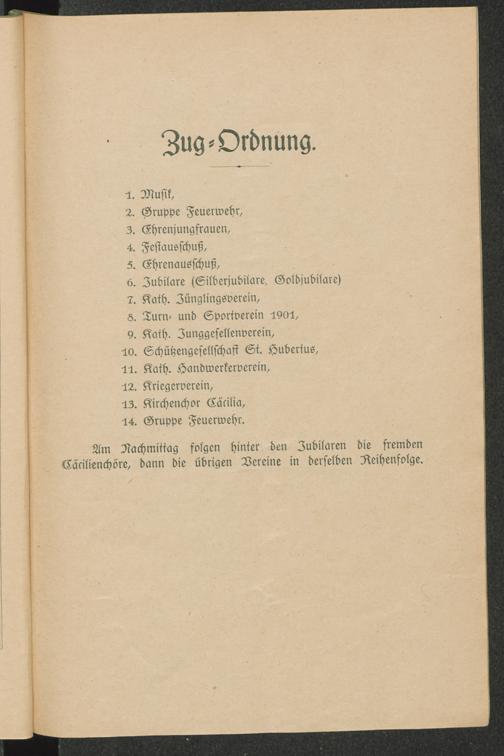 Zug-Ordnung.
1. Musik,
2. Gruppe Feuerwehr,
3. Ehrenjungfrauen,
4. Festausschuß,
5. Ehrenausschuß,
6. Jubilare (Silberjubilare, Goldjubilare)
7. Kath. Jünglingsverein,
8. Turn- und Sportverein 1901,
9. Kath. Junggesellenverein,
10. Schützengesellschaft St. Hubertus,
11. Kath. Handwerkerverein,
12. Kriegerverein,
13. Kirchenchor Cäcilia,
14. Gruppe Feuerwehr.
Am Nachmittag folgen hinter den Jubilaren die fremden
Cäcilienchöre, dann die übrigen Vereine in derselben Reihenfolge.